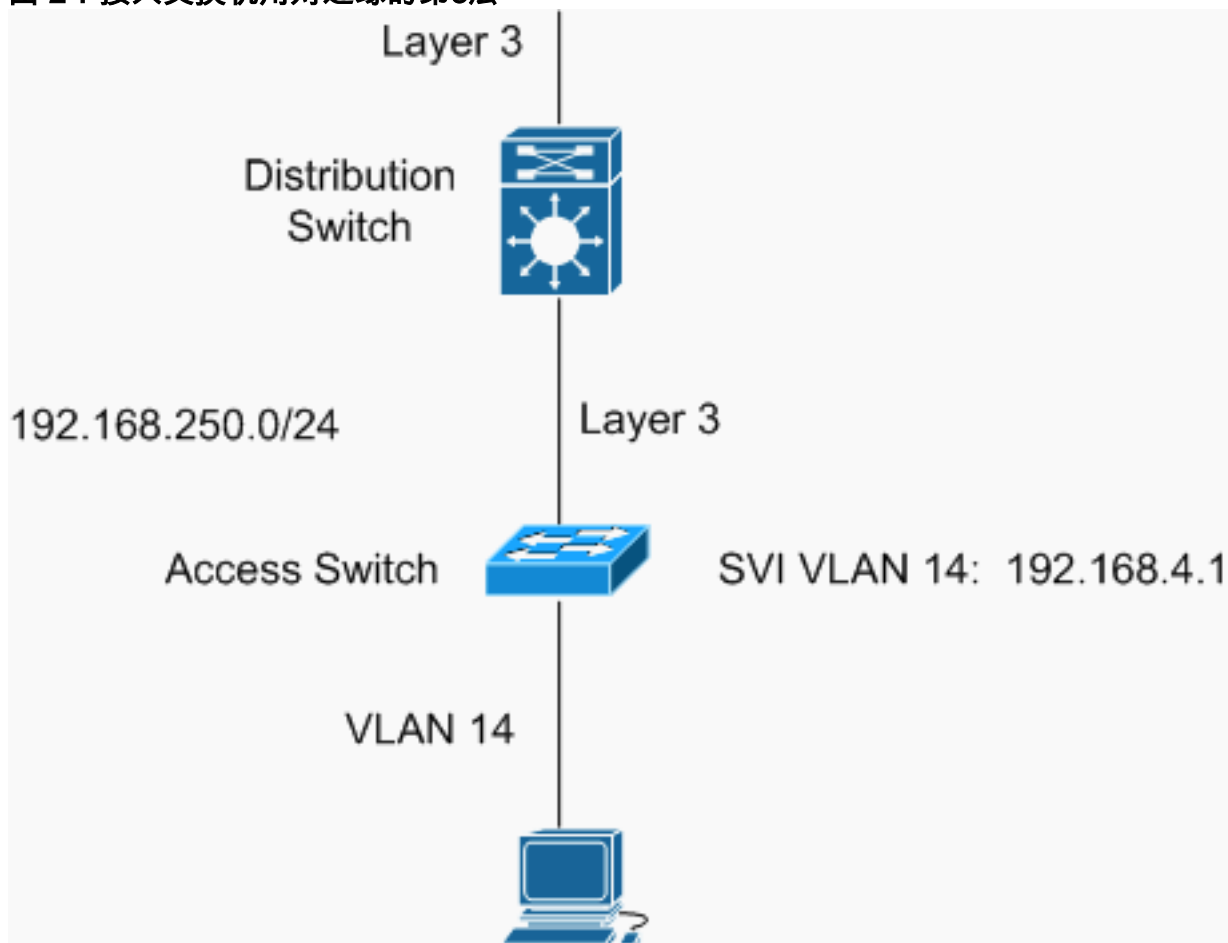 Layer 3
Distribution
Switch
192.168.250.0/24
Layer 3
Access Switch
SVI VLAN 14: 192.168.4.1
VLAN 14